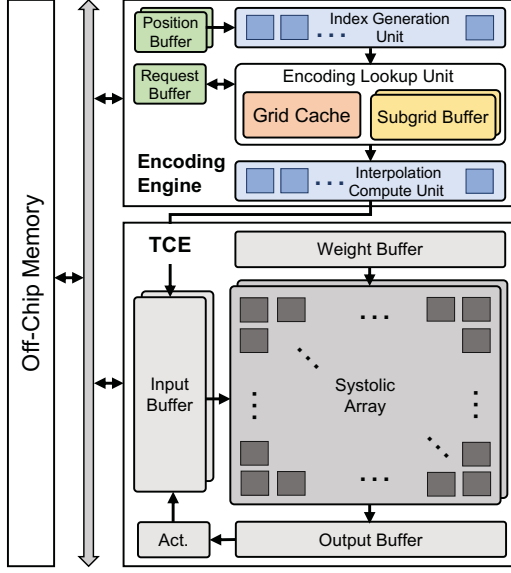 Off-Chip Memory
Position
Buffer
Index Generation
Unit
...
Request
Buffer
Encoding Lookup Unit
Grid Cache
Subgrid Buffer
Encoding
Engine
Interpolation
Compute Unit
...
TCE
Weight Buffer
Input
Buffer
...
...
Systolic
Array
...
...
...
...
Act.
Output Buffer